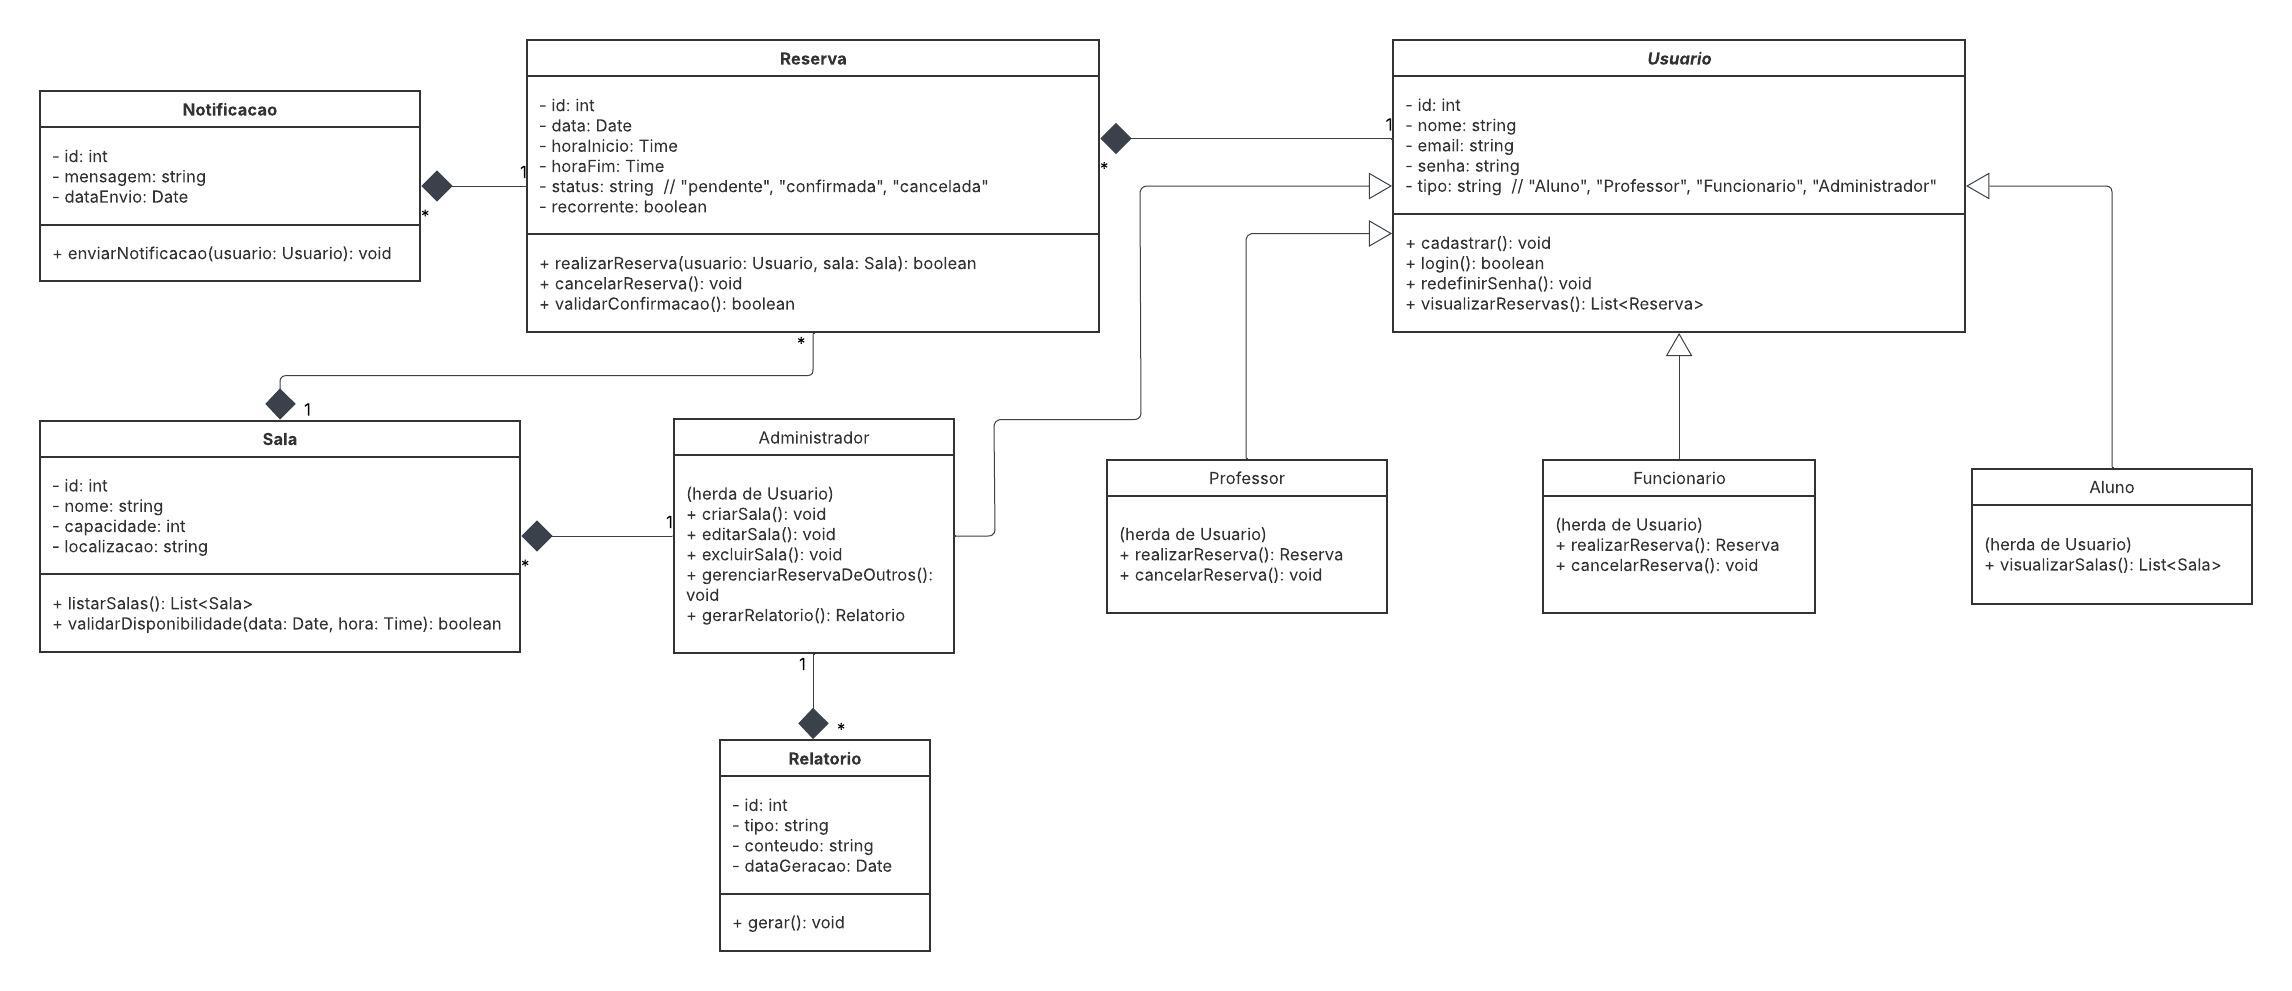 Notificacao
- id: int
- mensagem: string
- dataEnvio: Date
+ enviarNotificacao(usuario: Usuario): void
*
1
Reserva
- id: int
- data: Date
- horaInicio: Time
- horaFim: Time
- status: string  // "pendente", "confirmada", "cancelada"
- recorrente: boolean
+ realizarReserva(usuario: Usuario, sala: Sala): boolean
+ cancelarReserva(): void
+ validarConfirmacao(): boolean
*
1
*
1
Usuario
- id: int
- nome: string
- email: string
- senha: string
- tipo: string  // "Aluno", "Professor", "Funcionario", "Administrador"
+ cadastrar(): void
+ login(): boolean
+ redefinirSenha(): void
+ visualizarReservas(): List<Reserva>
Sala
- id: int
- nome: string
- capacidade: int
- localizacao: string
+ listarSalas(): List<Sala>
+ validarDisponibilidade(data: Date, hora: Time): boolean
*
1
Administrador
(herda de Usuario)
+ criarSala(): void
+ editarSala(): void
+ excluirSala(): void
+ gerenciarReservaDeOutros():
void
+ gerarRelatorio(): Relatorio
Professor
(herda de Usuario)
+ realizarReserva(): Reserva
+ cancelarReserva(): void
Funcionario
(herda de Usuario)
+ realizarReserva(): Reserva
+ cancelarReserva(): void
Aluno
(herda de Usuario)
+ visualizarSalas(): List<Sala>
1
*
Relatorio
- id: int
- tipo: string
- conteudo: string
- dataGeracao: Date
+ gerar(): void